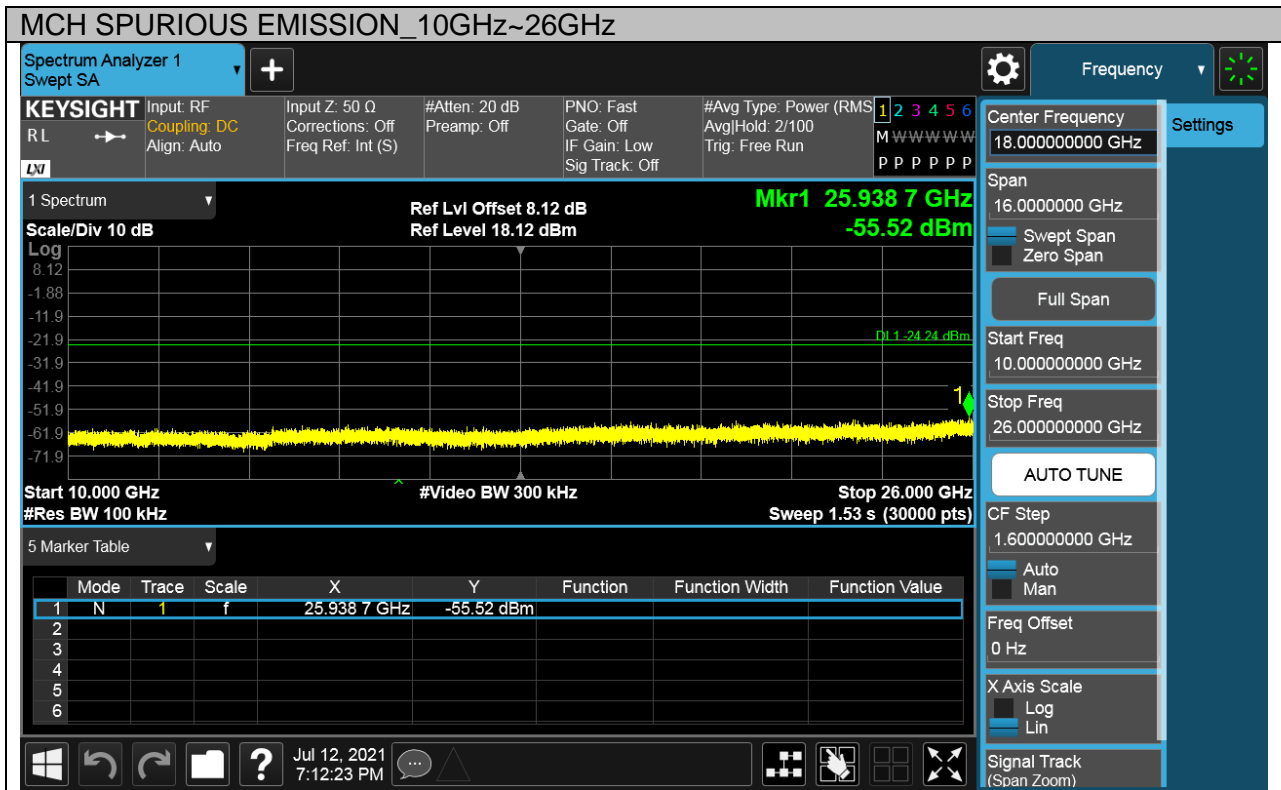 MCH SPURIOUS EMISSION_10GHz~26GHz
Spectrum Analyzer 1
Swept SA
+
Frequency
KEYSIGHT
RL
LXI
Input: RF
Coupling: DC
Align: Auto
Input Z: 50 Ω
Corrections: Off
Freq Ref: Int (S)
#Atten: 20 dB
Preamp: Off
PNO: Fast
Gate: Off
IF Gain: Low
Sig Track: Off
#Avg Type: Power (RMS
Avg|Hold: 2/100
Trig: Free Run
1 2 3 4 5 6
M W W W W W
P P P P P P
1 Spectrum
Scale/Div 10 dB
Ref Lvl Offset 8.12 dB
Ref Level 18.12 dBm
Mkr1 25.938 7 GHz
-55.52 dBm
Log
8.12
-1.88
-11.9
-21.9
-31.9
-41.9
-51.9
-61.9
-71.9
DL1 -24.24 dBm
1
Start 10.000 GHz
#Video BW 300 kHz
Stop 26.000 GHz
#Res BW 100 kHz
Sweep 1.53 s (30000 pts)
5 Marker Table
Mode Trace Scale X Y Function Function Width Function Value
1 N 1 f 25.938 7 GHz -55.52 dBm
2
3
4
5
6
Jul 12, 2021
7:12:23 PM
?
Center Frequency
18.000000000 GHz
Settings
Span
16.0000000 GHz
Swept Span
Zero Span
Full Span
Start Freq
10.000000000 GHz
Stop Freq
26.000000000 GHz
AUTO TUNE
CF Step
1.600000000 GHz
Auto
Man
Freq Offset
0 Hz
X Axis Scale
Log
Lin
Signal Track
(Span Zoom)